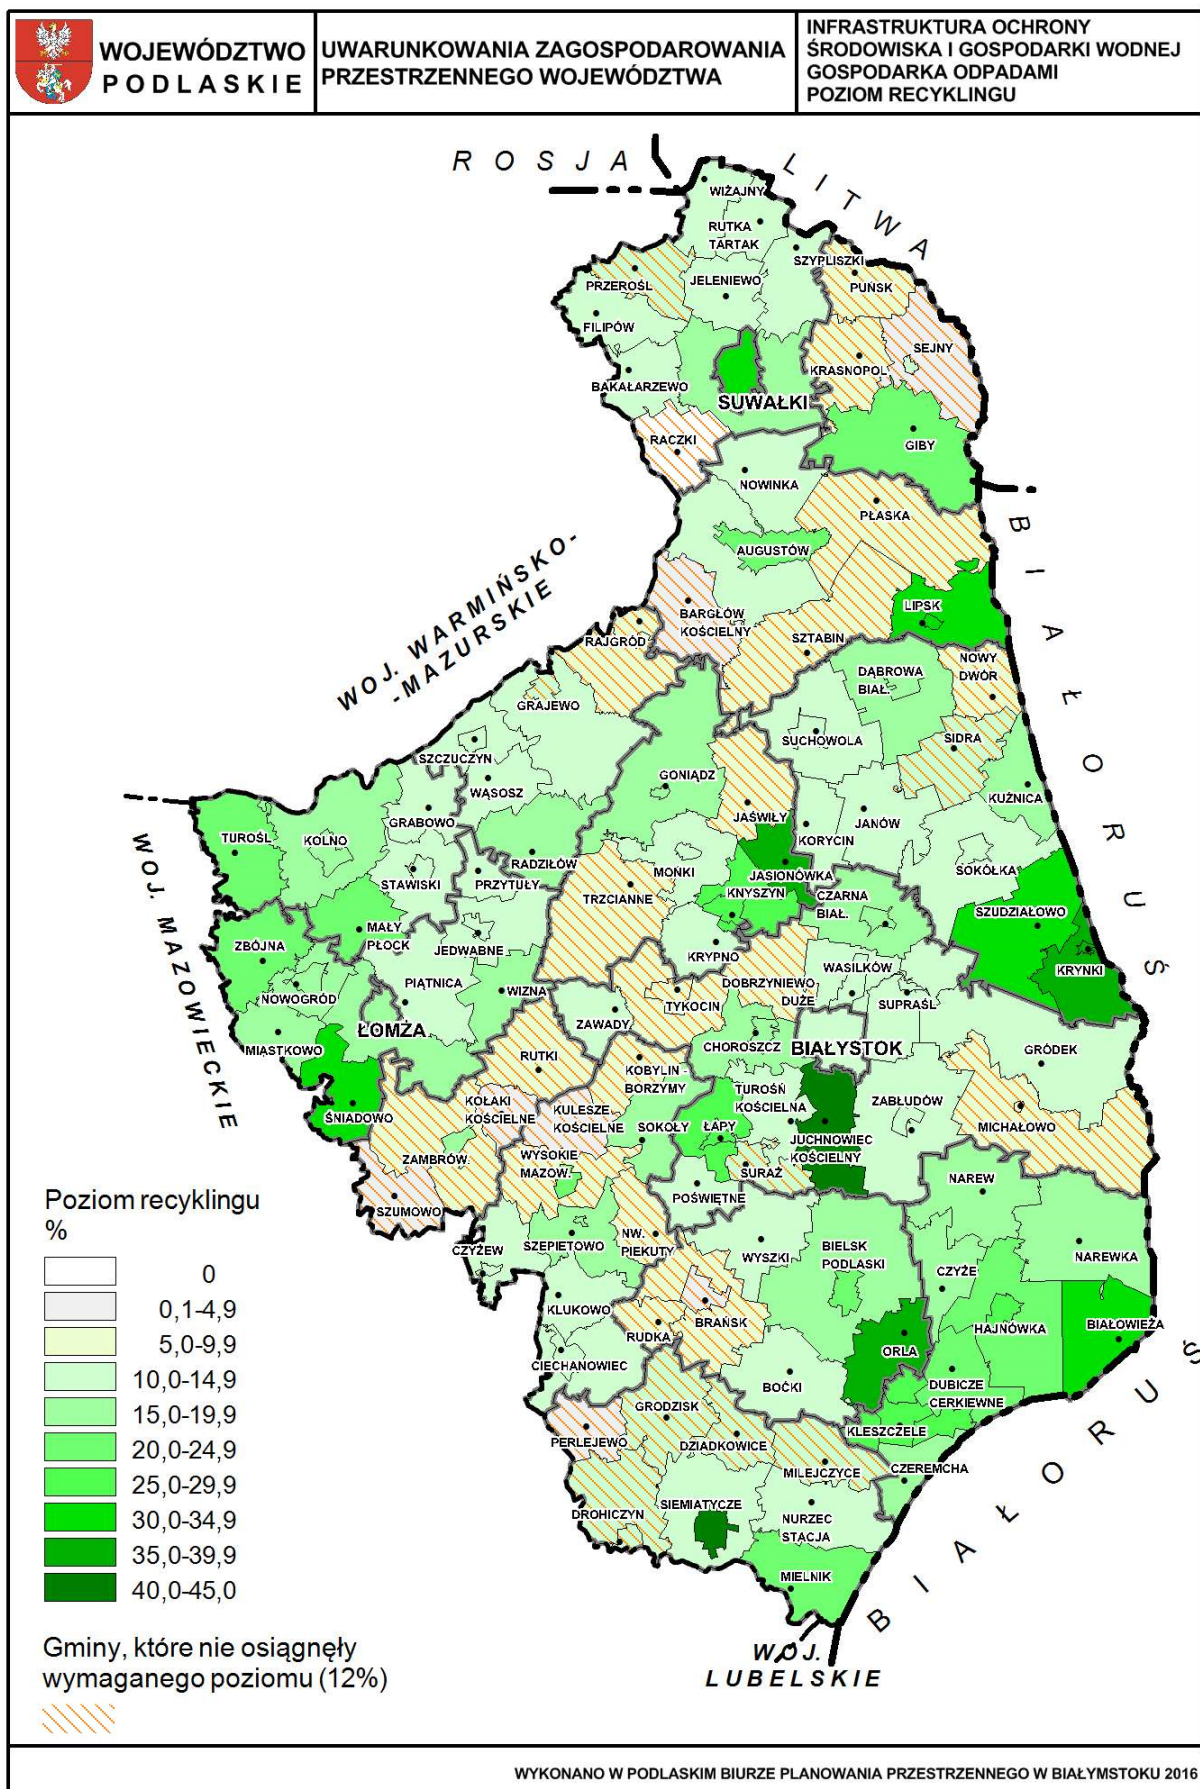 WOJEWÓDZTWO
PODLASKIE
UWARUNKOWANIA ZAGOSPODAROWANIA
PRZESTRZENNEGO WOJEWÓDZTWA
INFRASTRUKTURA OCHRONY
ŚRODOWISKA I GOSPODARKI WODNEJ
GOSPODARKA ODPADAMI
POZIOM RECYKLINGU
ROSJA
LITWA
WIŻAJNY
RUTKA
TARTAK
SZYPLISZKI
PRZEROŚL
JELENIEWO
PUŃSK
FILIPÓW
SEJNY
KRASNOPOL
BAKAŁARZEWO
SUWAŁKI
RACZKI
GIBY
NOWINKA
PŁASKA
BIAŁORUŚ
AUGUSTÓW
WOJ. WARMIŃSKO-
-MAZURSKIE
LIPSK
BARGŁÓW
KOŚCIELNY
RAJGRÓD
SZTABIN
NOWY
DWÓR
DĄBROWA
BIAŁ.
GRAJEWO
SUCHOWOLA
SIDRA
SZCZUCZYN
GONIĄDZ
WĄSOSZ
KUŹNICA
JAŚWIŁY
GRABOWO
KORYCIN
JANÓW
TUROŚL
KOLNO
RADZIŁÓW
MOŃKI
JASIONÓWKA
SOKÓŁKA
STAWISKI
PRZYTUŁY
TRZCIANNE
KNYSZYN
CZARNA
BIAŁ.
SZUDZIAŁOWO
WOJ. MAZOWIECKIE
MAŁY
PŁOCK
ZBÓJNA
JEDWABNE
KRYPNO
WASILKÓW
KRYNKI
NOWOGRÓD
PIĄTNICA
WIZNA
TYKOCIN
DOBRZYNIEWO
DUŻE
SUPRAŚL
ŁOMŻA
ZAWADY
MIASTKOWO
CHOROSZCZ
BIAŁYSTOK
GRÓDEK
RUTKI
KOBYLIN -
BORZYMY
TUROŚŃ
KOŚCIELNA
ZABŁUDÓW
ŚNIADOWO
KOŁAKI
KOŚCIELNE
KULESZE
KOŚCIELNE
SOKOŁY
ŁAPY
JUCHNOWIEC
KOŚCIELNY
MICHAŁOWO
ZAMBRÓW.
WYSOKIE
MAZOW.
SURAŻ
NAREW
SZUMOWO
POŚWIĘTNE
CZYŻEW
SZEPIETOWO
NW.
PIEKUTY
WYSZKI
BIELSK
PODLASKI
NAREWKA
CZYŻE
KLUKOWO
BRAŃSK
RUDKA
HAJNÓWKA
BIAŁOWIEŻA
ORLA
CIECHANOWIEC
BOĆKI
DUBICZE
CERKIEWNE
GRODZISK
PERLEJEWO
DZIADKOWICE
KLESZCZELE
MILEJCZYCE
CZEREMCHA
DROHICZYN
SIEMIATYCZE
NURZEC
STACJA
BIAŁORUŚ
MIELNIK
WOJ.
LUBELSKIE
Poziom recyklingu
%
0
0,1-4,9
5,0-9,9
10,0-14,9
15,0-19,9
20,0-24,9
25,0-29,9
30,0-34,9
35,0-39,9
40,0-45,0
Gminy, które nie osiągnęły
wymaganego poziomu (12%)
WYKONANO W PODLASKIM BIURZE PLANOWANIA PRZESTRZENNEGO W BIAŁYMSTOKU 2016